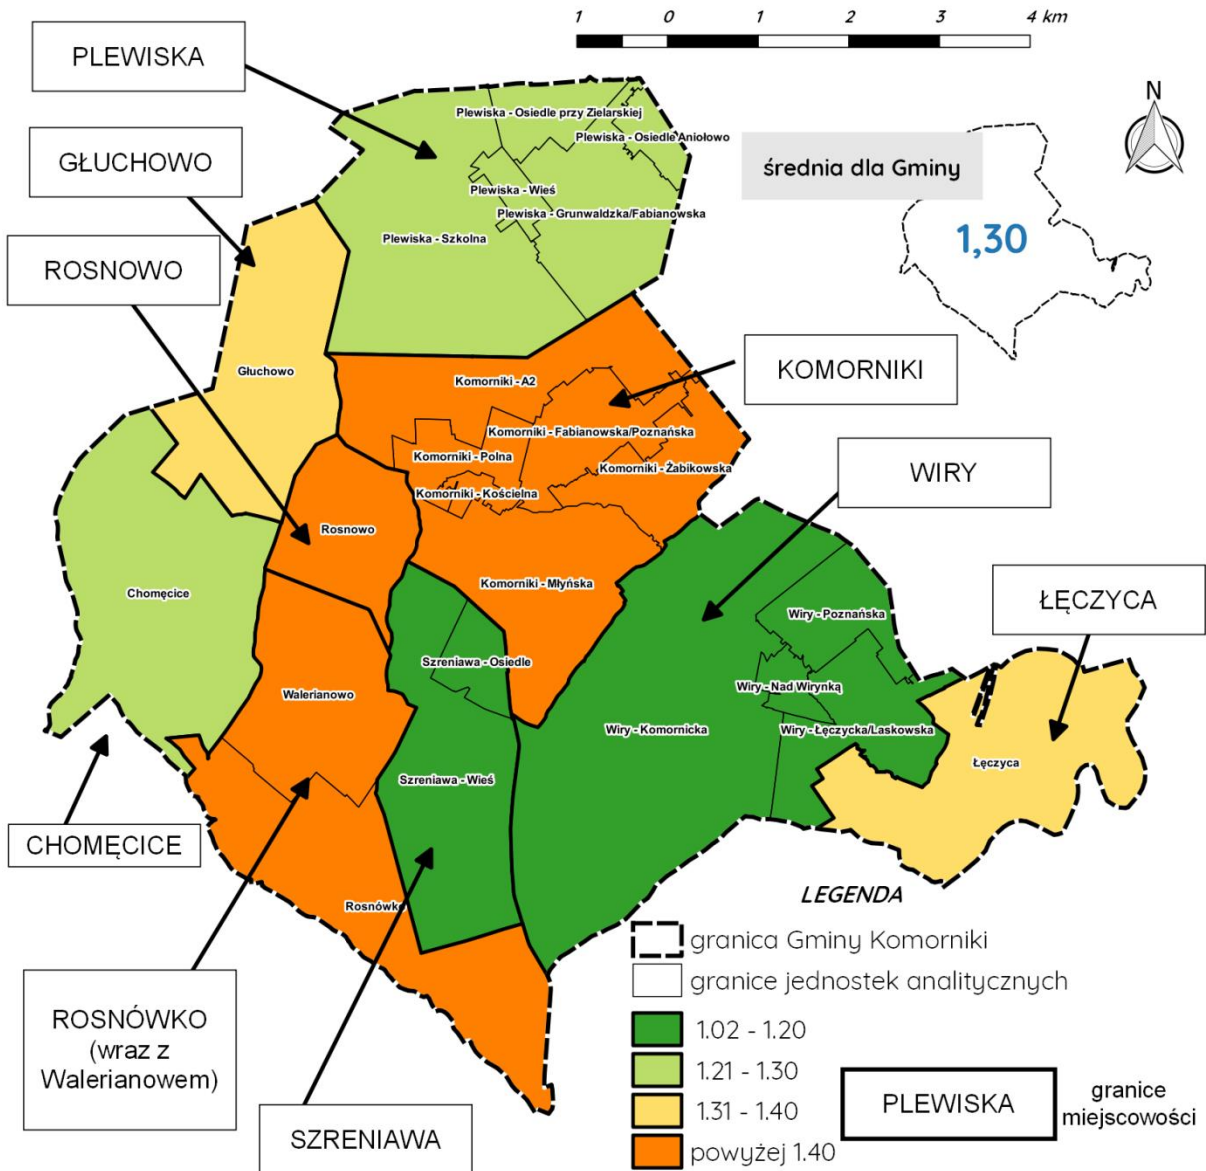 1 0 1 2 3 4 km
PLEWISKA
N
Plewiska - Osiedle przy Zielarskiej
Plewiska - Osiedle Aniołowo
GŁUCHOWO
średnia dla Gminy
Plewiska - Wieś
Plewiska - Grunwaldzka/Fabianowska
Plewiska - Szkolna
1,30
ROSNOWO
KOMORNIKI
Głuchowo
Komorniki - A2
Komorniki - Fabianowska/Poznańska
Komorniki - Polna
Komorniki - Żabikowska
WIRY
Komorniki - Kościelna
Rosnowo
Komorniki - Młyńska
Chomęcice
ŁĘCZYCA
Wiry - Poznańska
Szreniawa - Osiedle
Wiry - Nad Wirynką
Walerianowo
Wiry - Komornicka
Wiry - Łęczycka/Laskowska
Łęczyca
Szreniawa - Wieś
CHOMĘCICE
Rosnówko
LEGENDA
granica Gminy Komorniki
granice jednostek analitycznych
1.02 - 1.20
1.21 - 1.30
1.31 - 1.40
powyżej 1.40
PLEWISKA
granice
miejscowości
ROSNÓWKO
(wraz z
Walerianowem)
SZRENIAWA